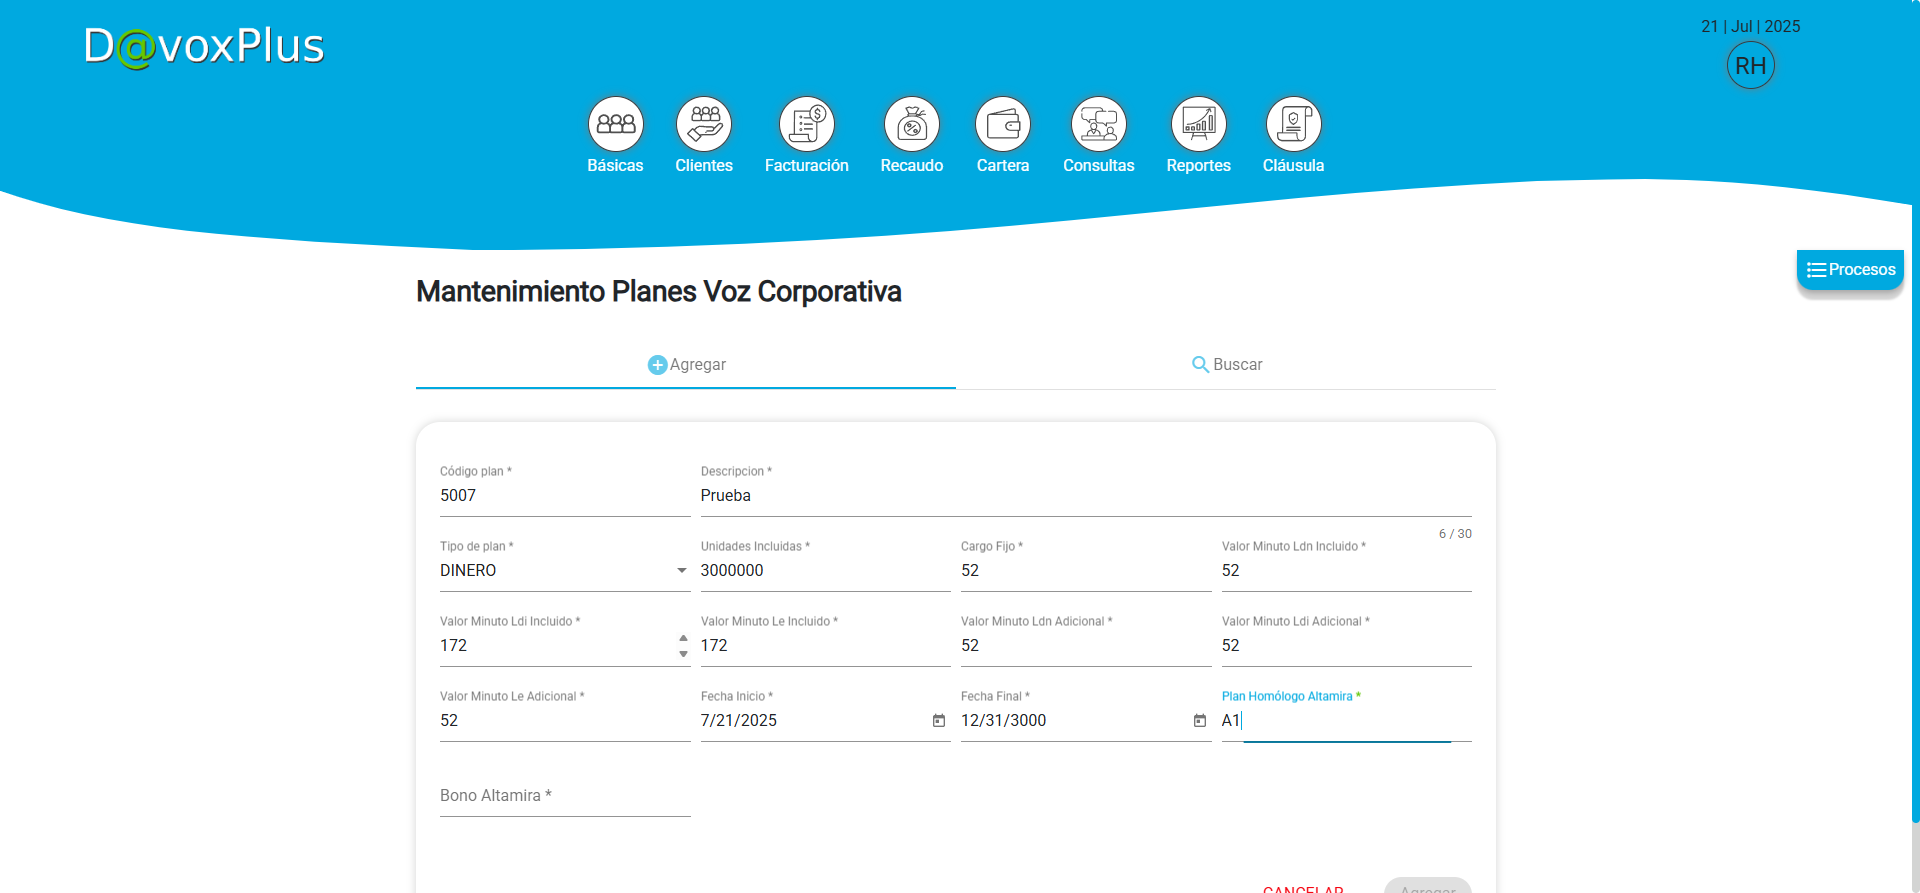 D@voxPlus
21 | Jul | 2025
RH
Básicas Clientes Facturación Recaudo Cartera Consultas Reportes Cláusula
Procesos
Mantenimiento Planes Voz Corporativa
Agregar Buscar
Código plan * Descripcion *
5007 Prueba
6 / 30
Tipo de plan * Unidades Incluidas * Cargo Fijo * Valor Minuto Ldn Incluido *
DINERO 3000000 52 52
Valor Minuto Ldi Incluido * Valor Minuto Le Incluido * Valor Minuto Ldn Adicional * Valor Minuto Ldi Adicional *
172 172 52 52
Valor Minuto Le Adicional * Fecha Inicio * Fecha Final * Plan Homólogo Altamira *
52 7/21/2025 12/31/3000 A1
Bono Altamira *
CANCELAR Agregar